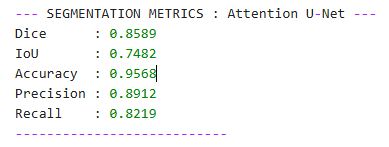 --- SEGMENTATION METRICS : Attention U-Net ---
Dice      : 0.8589
IoU       : 0.7482
Accuracy  : 0.9568
Precision : 0.8912
Recall    : 0.8219
---------------------------